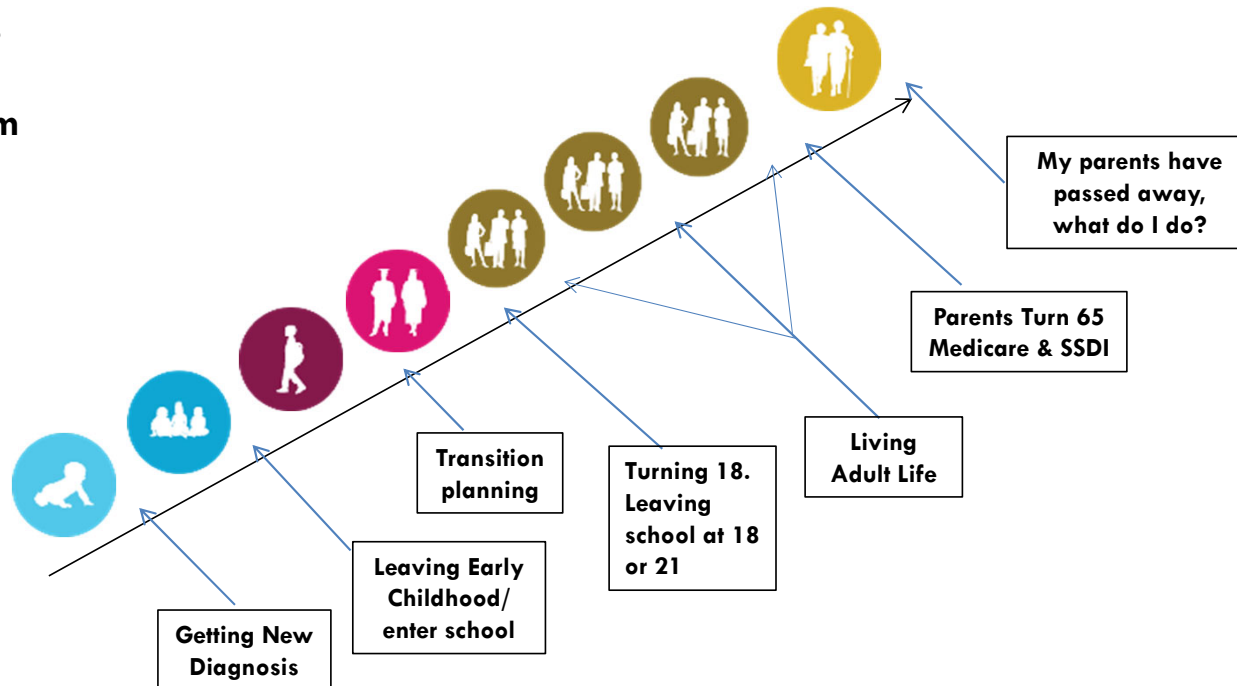 m
My parents have
passed away,
what do I do?
Parents Turn 65
Medicare & SSDI
Living
Adult Life
Turning 18.
Leaving
school at 18
or 21
Transition
planning
Leaving Early
Childhood/
enter school
Getting New
Diagnosis